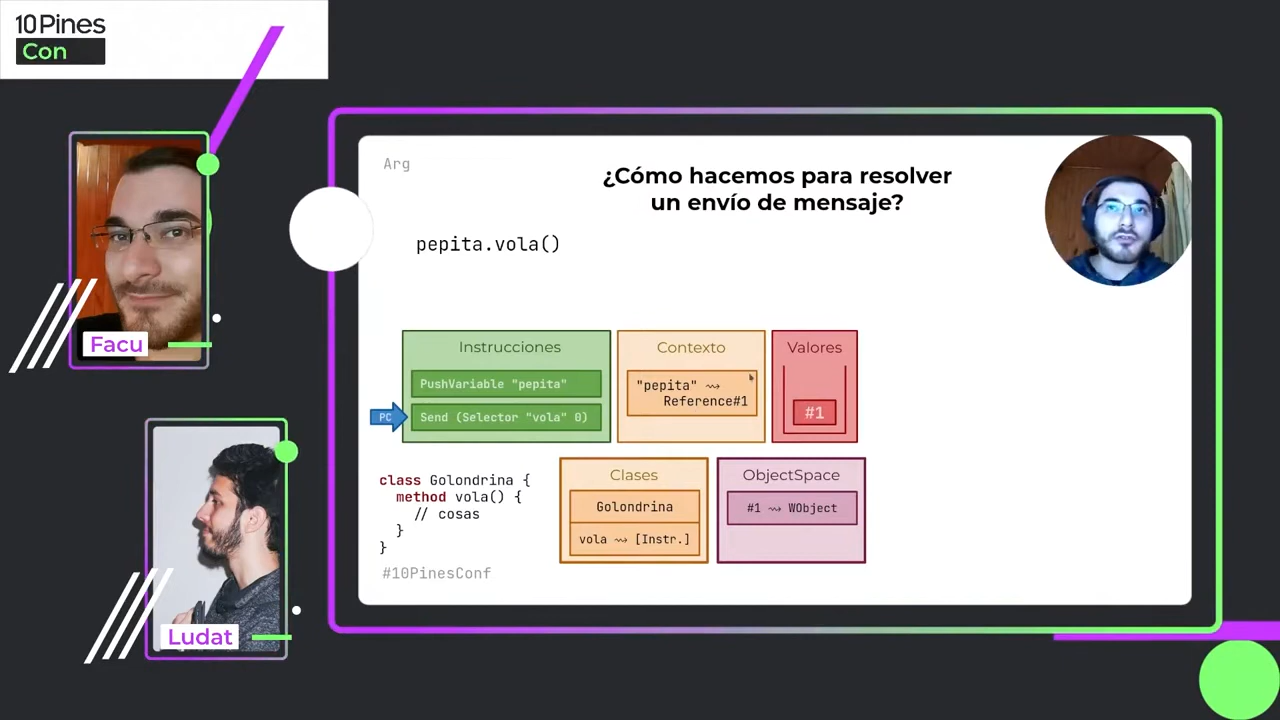 10Pines
Con
Facu
Ludat
Arg
¿Cómo hacemos para resolver
un envío de mensaje?
pepita.vola()
Instrucciones
PushVariable "pepita"
PC
Send (Selector "vola" 0)
Contexto
"pepita" ⇝
Reference#1
Valores
#1
class Golondrina {
method vola() {
// cosas
}
}
Clases
Golondrina
vola ⇝ [Instr.]
ObjectSpace
#1 ⇝ WObject
#10PinesConf